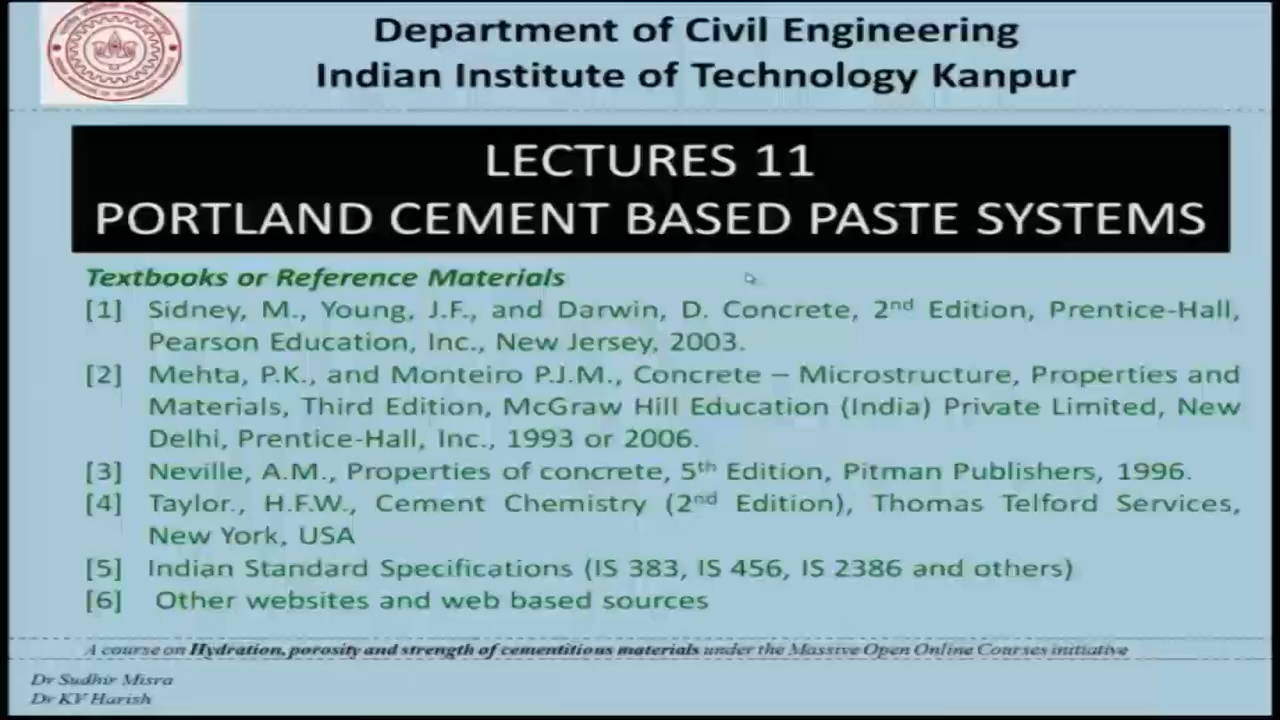 Department of Civil Engineering
Indian Institute of Technology Kanpur
LECTURES 11
PORTLAND CEMENT BASED PASTE SYSTEMS
Textbooks or Reference Materials
[1] Sidney, M., Young, J.F., and Darwin, D. Concrete, 2nd Edition, Prentice-Hall,
Pearson Education, Inc., New Jersey, 2003.
[2] Mehta, P.K., and Monteiro P.J.M., Concrete – Microstructure, Properties and
Materials, Third Edition, McGraw Hill Education (India) Private Limited, New
Delhi, Prentice-Hall, Inc., 1993 or 2006.
[3] Neville, A.M., Properties of concrete, 5th Edition, Pitman Publishers, 1996.
[4] Taylor., H.F.W., Cement Chemistry (2nd Edition), Thomas Telford Services,
New York, USA
[5] Indian Standard Specifications (IS 383, IS 456, IS 2386 and others)
[6] Other websites and web based sources
A course on Hydration, porosity and strength of cementitious materials under the Massive Open Online Courses initiative
Dr Sudhir Misra
Dr KV Harish